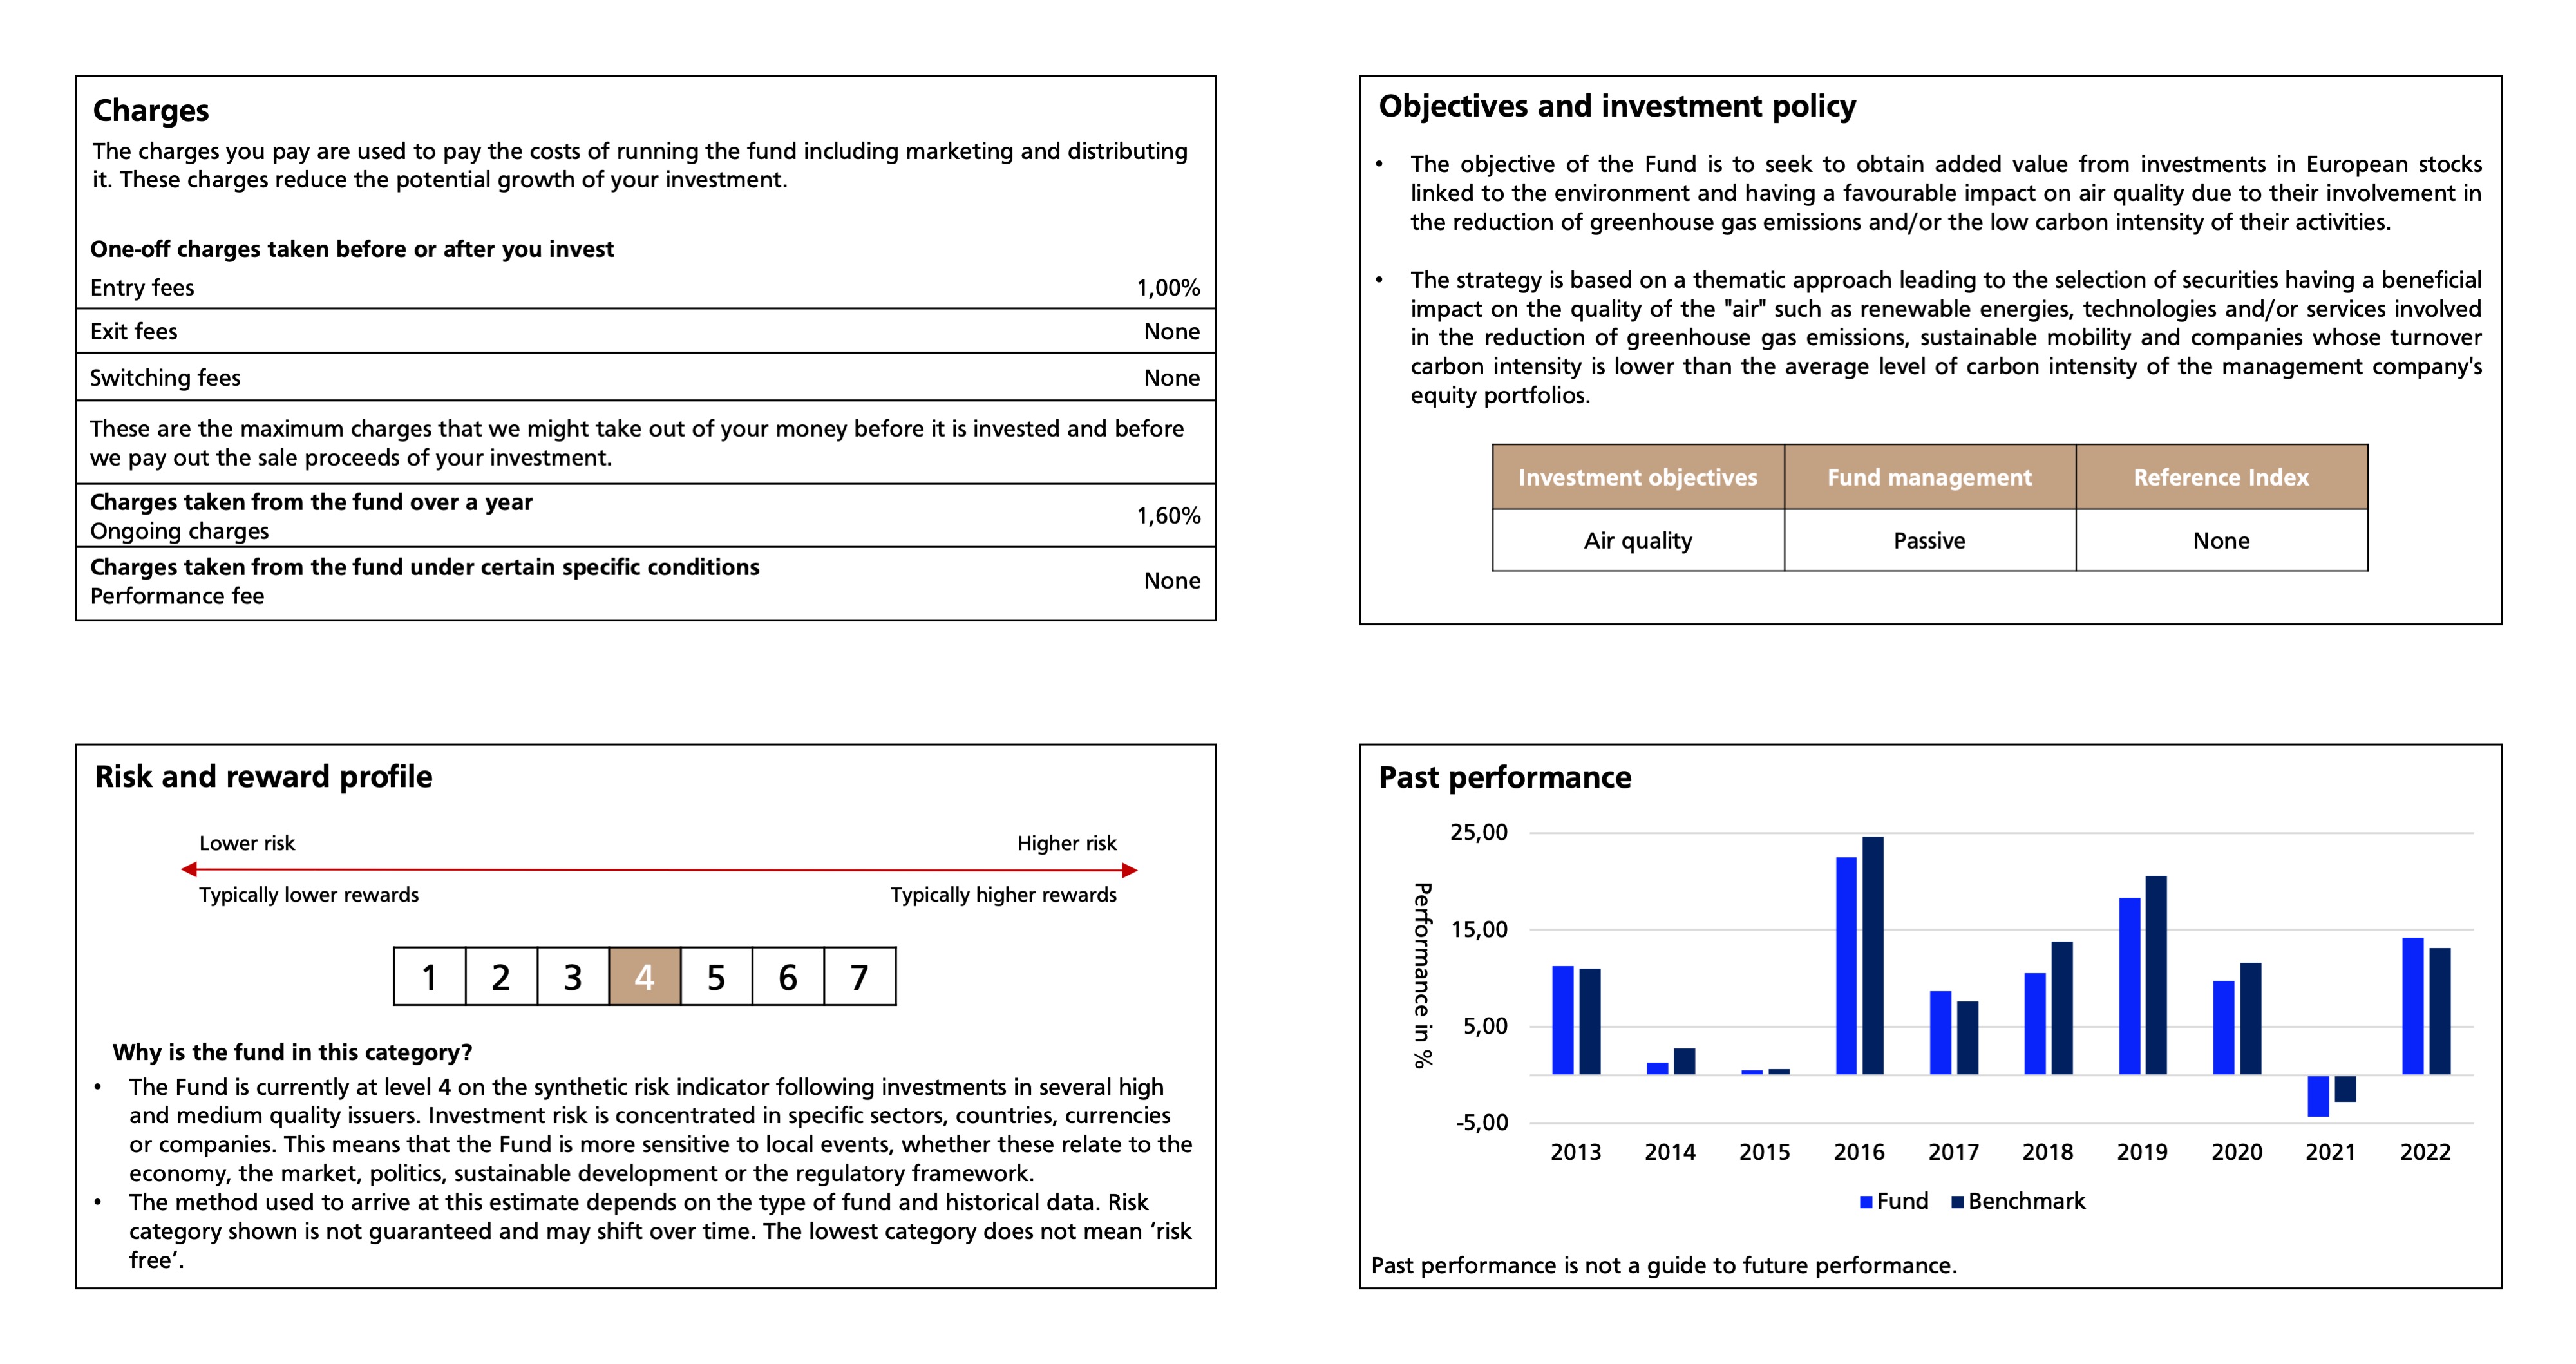 Charges
The charges you pay are used to pay the costs of running the fund including marketing and distributing
it. These charges reduce the potential growth of your investment.
One-off charges taken before or after you invest
Entry fees 1,00%
Exit fees None
Switching fees None
These are the maximum charges that we might take out of your money before it is invested and before
we pay out the sale proceeds of your investment.
Charges taken from the fund over a year
Ongoing charges 1,60%
Charges taken from the fund under certain specific conditions
Performance fee None
Objectives and investment policy
• The objective of the Fund is to seek to obtain added value from investments in European stocks
linked to the environment and having a favourable impact on air quality due to their involvement in
the reduction of greenhouse gas emissions and/or the low carbon intensity of their activities.
• The strategy is based on a thematic approach leading to the selection of securities having a beneficial
impact on the quality of the "air" such as renewable energies, technologies and/or services involved
in the reduction of greenhouse gas emissions, sustainable mobility and companies whose turnover
carbon intensity is lower than the average level of carbon intensity of the management company's
equity portfolios.
Investment objectives Fund management Reference Index
Air quality Passive None
Risk and reward profile
Lower risk Higher risk
Typically lower rewards Typically higher rewards
1 2 3 4 5 6 7
Why is the fund in this category?
• The Fund is currently at level 4 on the synthetic risk indicator following investments in several high
and medium quality issuers. Investment risk is concentrated in specific sectors, countries, currencies
or companies. This means that the Fund is more sensitive to local events, whether these relate to the
economy, the market, politics, sustainable development or the regulatory framework.
• The method used to arrive at this estimate depends on the type of fund and historical data. Risk
category shown is not guaranteed and may shift over time. The lowest category does not mean ‘risk
free’.
Past performance
Performance in %
25,00
15,00
5,00
-5,00
2013 2014 2015 2016 2017 2018 2019 2020 2021 2022
Fund Benchmark
Past performance is not a guide to future performance.